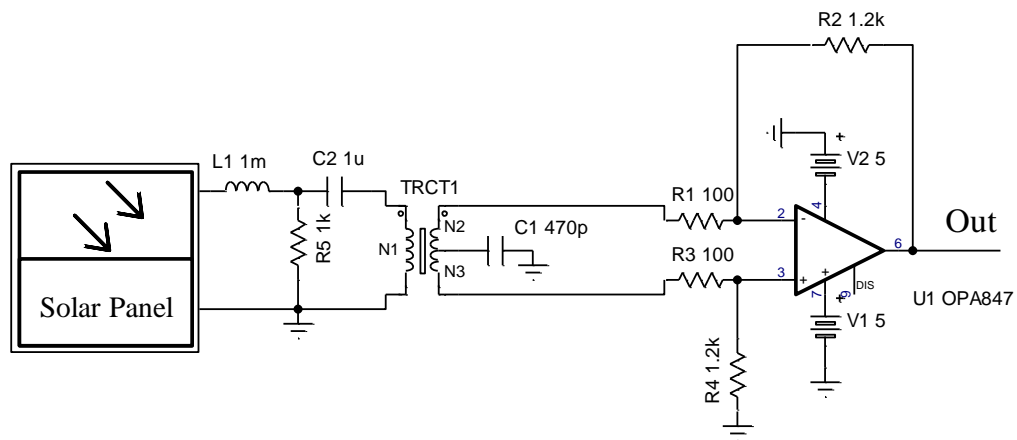 R2 1.2k
L1 1m
C2 1u
TRCT1
R5 1k
N1
N2
N3
C1 470p
R1 100
R3 100
R4 1.2k
+
V2 5
4
2
-
3
+
+
6
7
9
DIS
+
V1 5
Out
U1 OPA847
Solar Panel